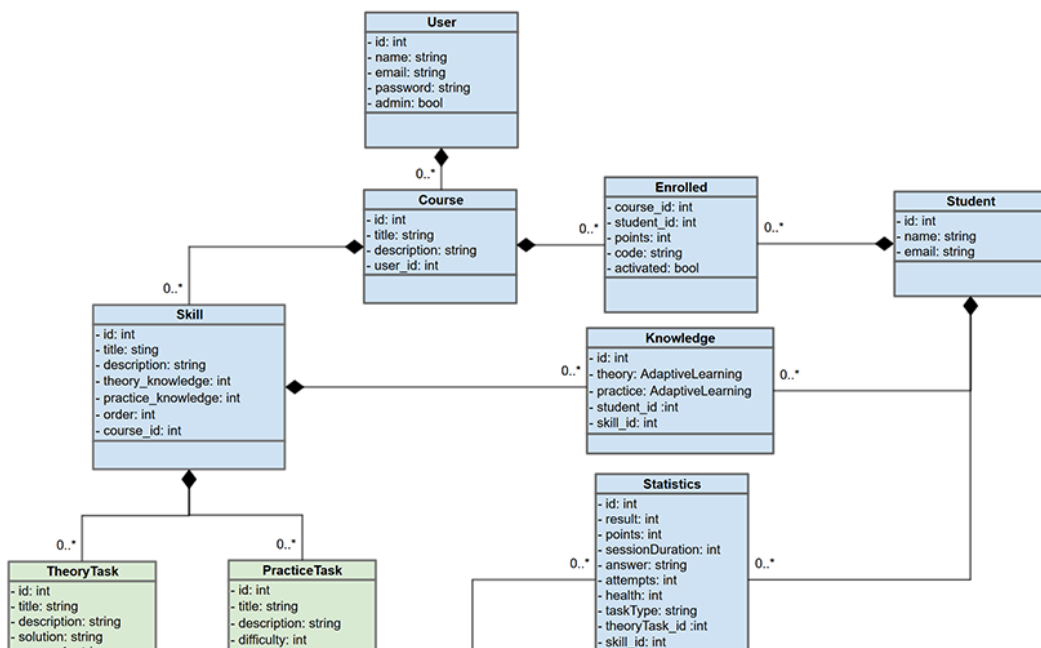 User
- id: int
- name: string
- email: string
- password: string
- admin: bool
0..*
Course
- id: int
- title: string
- description: string
- user_id: int
0..*
Enrolled
- course_id: int
- student_id: int
- points: int
- code: string
- activated: bool
0..*
Student
- id: int
- name: string
- email: string
0..*
Skill
- id: int
- title: sting
- description: string
- theory_knowledge: int
- practice_knowledge: int
- order: int
- course_id: int
0..*
Knowledge
- id: int
- theory: AdaptiveLearning
- practice: AdaptiveLearning
- student_id :int
- skill_id: int
0..*
0..*
TheoryTask
- id: int
- title: string
- description: string
- solution: string
0..*
PracticeTask
- id: int
- title: string
- description: string
- difficulty: int
0..*
Statistics
- id: int
- result: int
- points: int
- sessionDuration: int
- answer: string
- attempts: int
- health: int
- taskType: string
- theoryTask_id :int
- skill_id: int
0..*